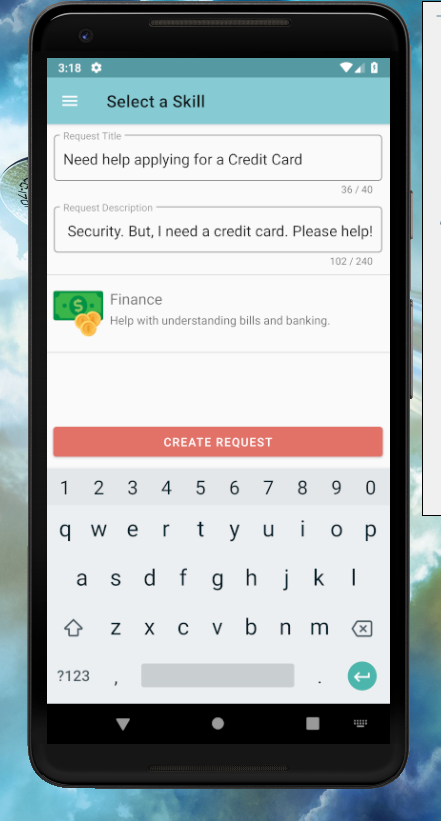 3:18
Select a Skill
Request Title
Need help applying for a Credit Card
36 / 40
Request Description
Security. But, I need a credit card. Please help!
102 / 240
Finance
Help with understanding bills and banking.
CREATE REQUEST
1 2 3 4 5 6 7 8 9 0
q w e r t y u i o p
a s d f g h j k l
z x c v b n m
?123 , .